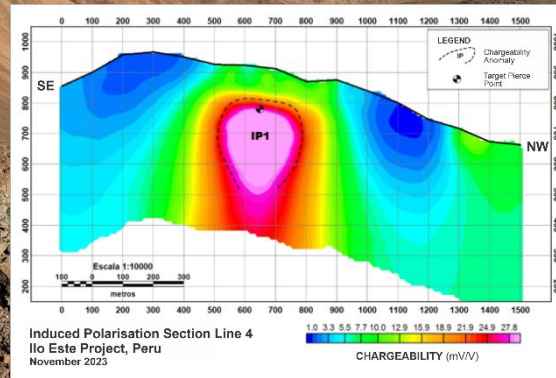 0 100 200 300 400 500 600 700 800 900 1000 1100 1200 1300 1400 1500
LEGEND
IP Chargeability Anomaly
Target Pierce Point
1000
900
800
700
600
500
400
300
200
SE
NW
IP1
Escala 1:10000
100 0 100 200 300
metros
0 100 200 300 400 500 600 700 800 900 1000 1100 1200 1300 1400 1500
Induced Polarisation Section Line 4
Ilo Este Project, Peru
November 2023
1.0 3.3 5.5 7.7 10.0 12.9 15.9 18.9 21.9 24.9 27.8
CHARGEABILITY (mV/V)